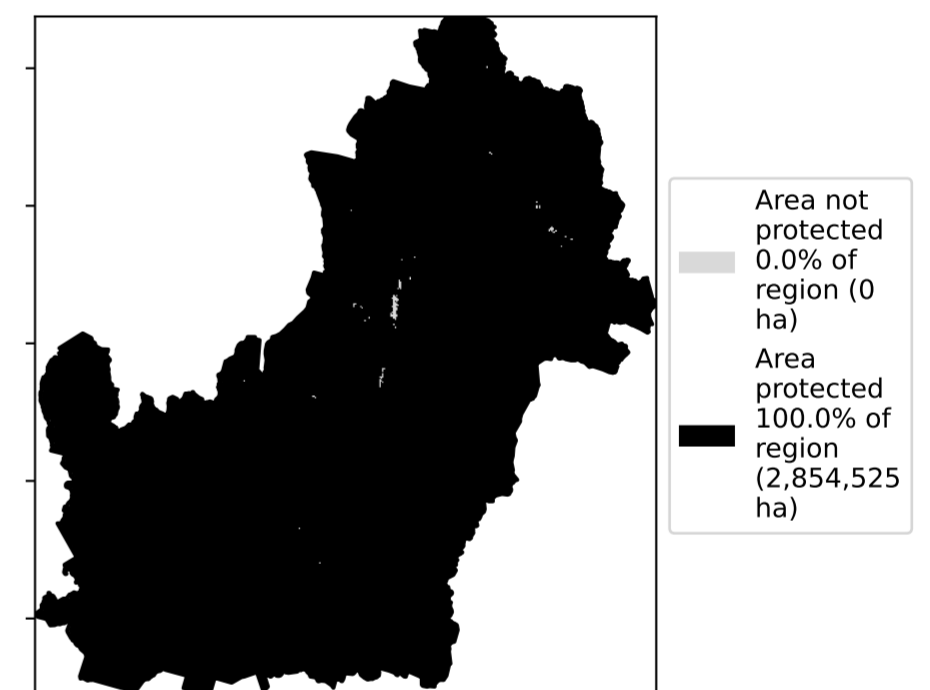 Area not
protected
0.0% of
region (0
ha)
Area
protected
100.0% of
region
(2,854,525
ha)